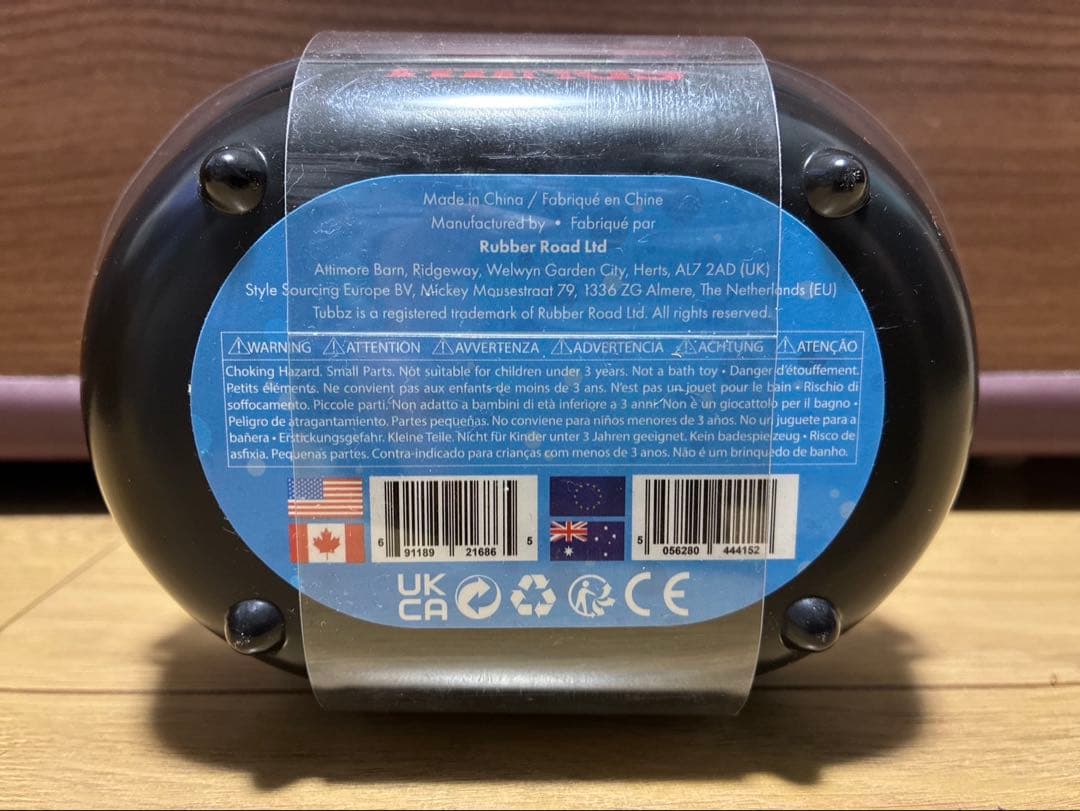 Made in China / Fabriqué en Chine
Manufactured by • Fabriqué par
Rubber Road Ltd
Attimore Barn, Ridgeway, Welwyn Garden City, Herts, AL7 2AD (UK)
Style Sourcing Europe BV, Mickey Mousestraat 79, 1336 ZG Almere, The Netherlands (EU)
Tubbz is a registered trademark of Rubber Road Ltd. All rights reserved.
WARNING ATTENTION AVVERTENZA ADVERTENCIA ACHTUNG ATENÇÃO
Choking Hazard. Small Parts. Not suitable for children under 3 years. Not a bath toy • Danger d'étouffement.
Petits éléments. Ne convient pas aux enfants de moins de 3 ans. N'est pas un jouet pour le bain • Rischio di
soffocamento. Piccole parti. Non adatto a bambini di età inferiore a 3 anni. Non è un giocattolo per il bagno •
Peligro de atragantamiento. Partes pequeñas. No conviene para niños menores de 3 años. No un juguete para a
bañera • Erstickungsgefahr. Kleine Teile. Nicht für Kinder unter 3 Jahren geeignet. Kein badespielzeug • Risco de
asfixia. Pequenas partes. Contra-indicado para crianças com menos de 3 anos. Não é um brinquedo de banho.
6 91189 21686 5
5 056280 444152
UK
CA CE